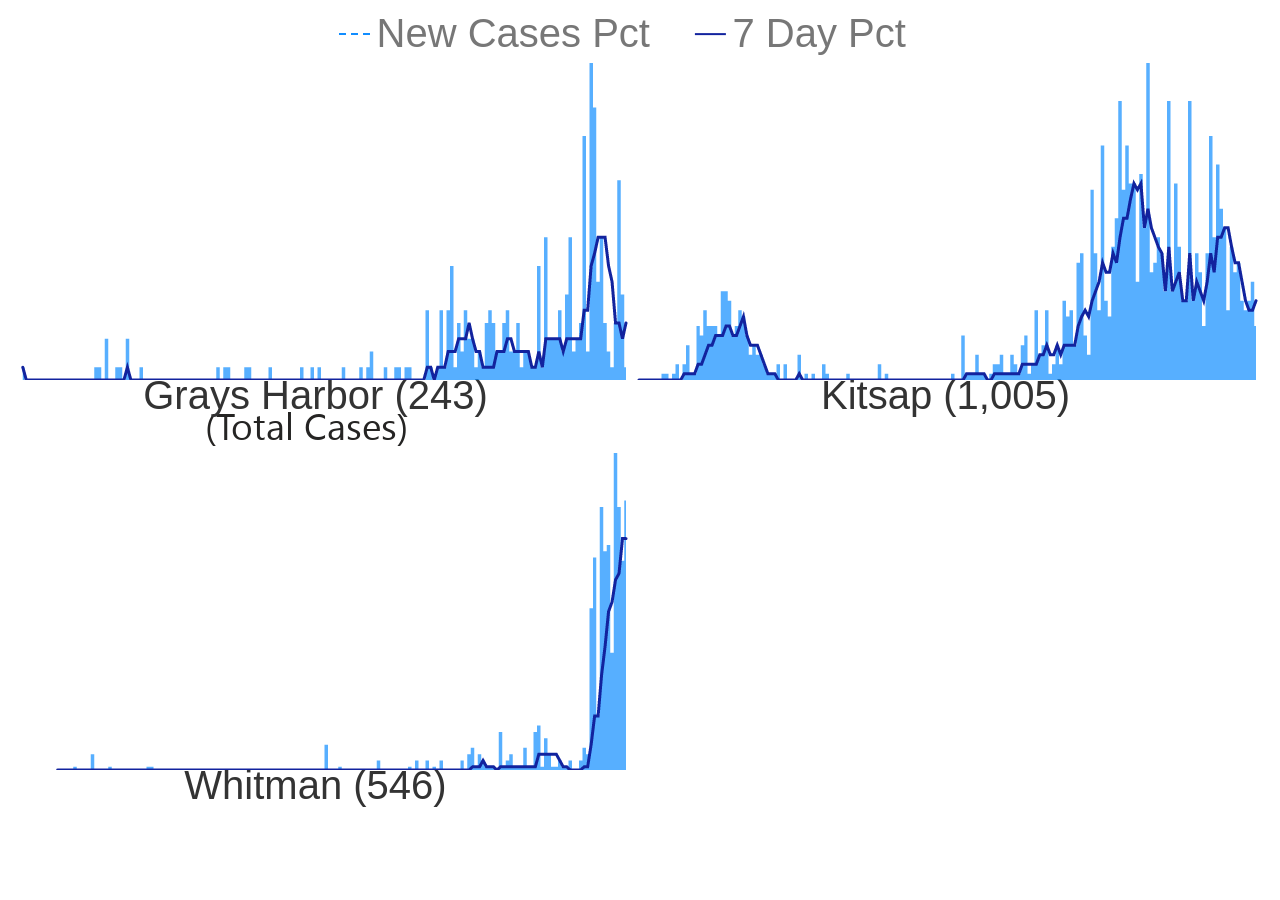 New Cases Pct 7 Day Pct
Grays Harbor (243)
(Total Cases)
Kitsap (1,005)
Whitman (546)